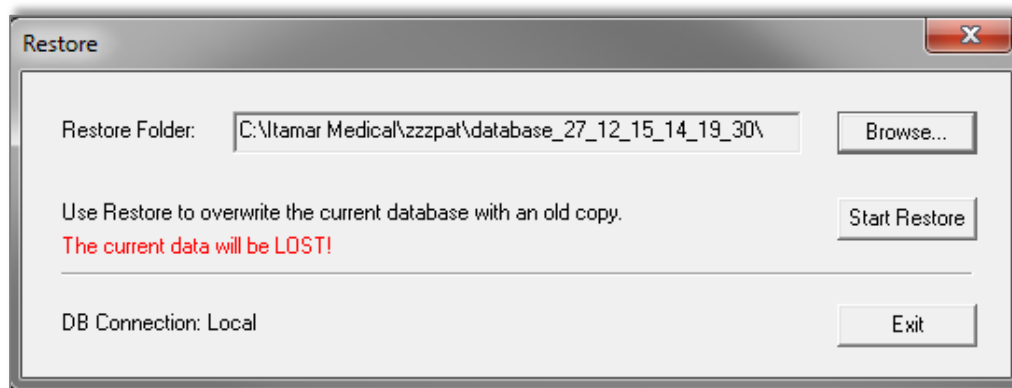 Restore
Restore Folder: C:\Itamar Medical\zzzpat\database_27_12_15_14_19_30\ Browse...
Use Restore to overwrite the current database with an old copy. Start Restore
The current data will be LOST!
DB Connection: Local Exit